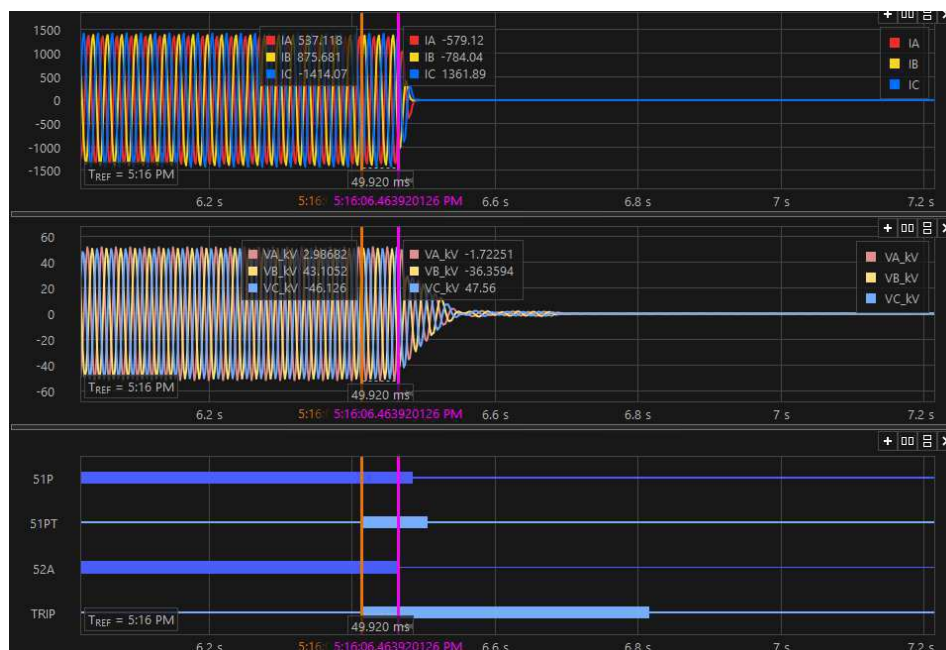 1500
1000
500
0
-500
-1000
-1500
IA 537.118
IB 875.681
IC -1414.07
IA -579.12
IB -784.04
IC 1361.89
IA
IB
IC
TREF = 5:16 PM
49.920 ms
6.2 s
5:16:
5:16:06.463920126 PM
6.6 s
6.8 s
7 s
7.2 s
60
40
20
0
-20
-40
-60
VA_kV 2.98682
VB_kV 43.1052
VC_kV -46.126
VA_kV -1.72251
VB_kV -36.3594
VC_kV 47.56
VA_kV
VB_kV
VC_kV
TREF = 5:16 PM
49.920 ms
6.2 s
5:16:
5:16:06.463920126 PM
6.6 s
6.8 s
7 s
7.2 s
51P
51PT
52A
TRIP
TREF = 5:16 PM
49.920 ms
6.2 s
5:16:
5:16:06.463920126 PM
6.6 s
6.8 s
7 s
7.2 s